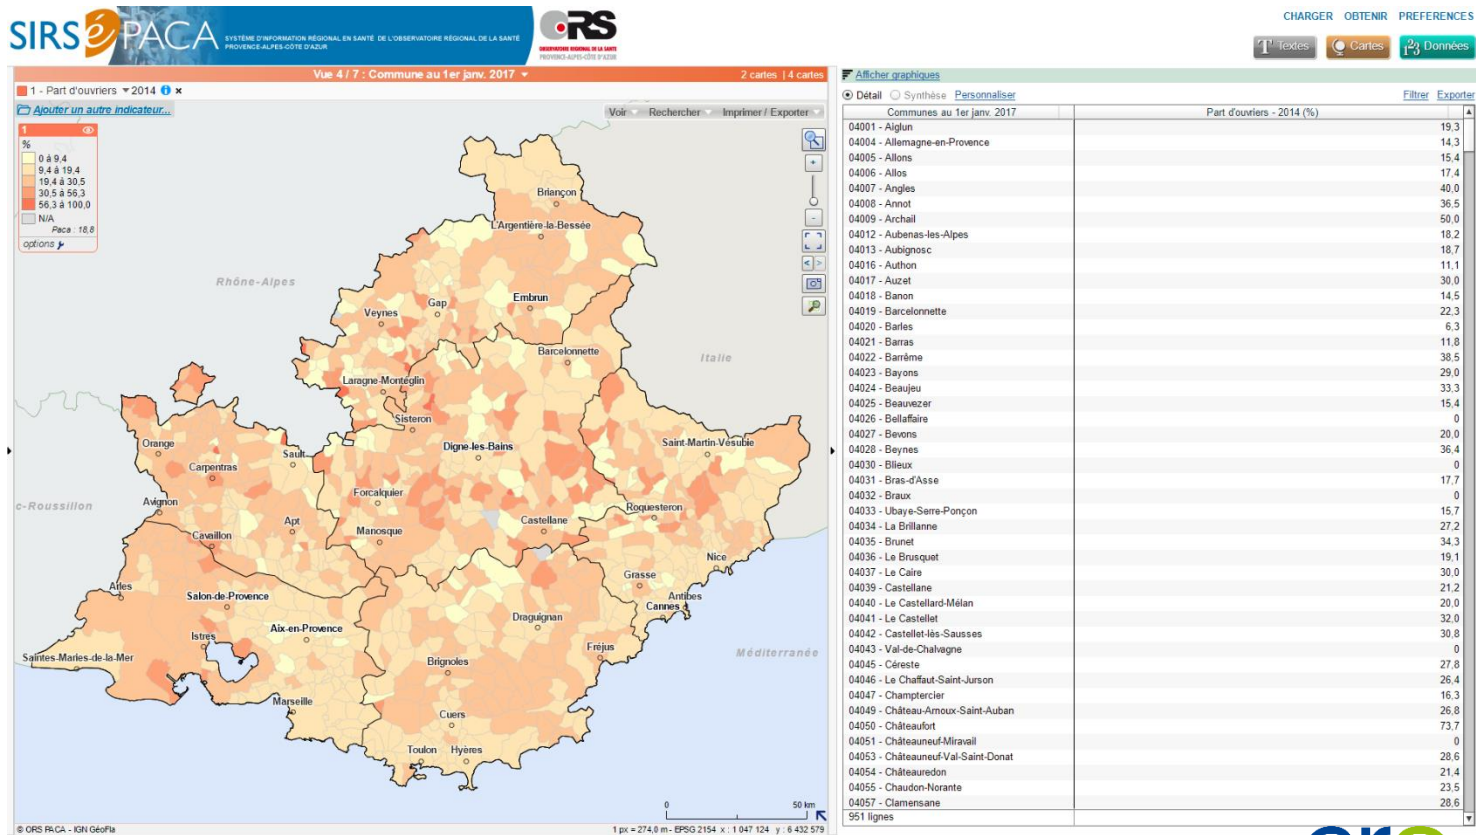 SIRSéPACA
SYSTÈME D'INFORMATION RÉGIONAL EN SANTÉ DE L'OBSERVATOIRE RÉGIONAL DE LA SANTÉ
PROVENCE-ALPES-CÔTE D'AZUR
ORS
OBSERVATOIRE REGIONAL DE LA SANTÉ
PROVENCE-ALPES-CÔTE D'AZUR
CHARGER OBTENIR PREFERENCES
Textes Cartes 123 Données
Vue 4 / 7 : Commune au 1er janv. 2017
2 cartes | 4 cartes
1 - Part d'ouvriers 2014
Ajouter un autre indicateur...
Voir Rechercher Imprimer / Exporter
1
%
0 à 9,4
9,4 à 19,4
19,4 à 30,5
30,5 à 56,3
56,3 à 100,0
N/A
Paca : 18,8
options
Briançon
L'Argentière-la-Bessée
Rhône-Alpes
Gap
Embrun
Veynes
Barcelonnette
Italie
Laragne-Montéglin
Sisteron
Orange
Sault
Digne-les-Bains
Saint-Martin-Vésubie
Carpentras
Forcalquier
c-Roussillon
Avignon
Roquesteron
Apt
Castellane
Cavaillon
Manosque
Nice
Grasse
Arles
Salon-de-Provence
Antibes
Cannes
Draguignan
Istres
Aix-en-Provence
Fréjus
Saintes-Maries-de-la-Mer
Brignoles
Méditerranée
Marseille
Cuers
Toulon
Hyères
0 50 km
© ORS PACA - IGN GéoFla
1 px = 274,0 m - EPSG 2154 x : 1 047 124 y : 6 432 579
Afficher graphiques
Détail Synthèse Personnaliser
Filtrer Exporter
Communes au 1er janv. 2017 Part d'ouvriers - 2014 (%)
04001 - Aiglun 19,3
04004 - Allemagne-en-Provence 14,3
04005 - Allons 15,4
04006 - Allos 17,4
04007 - Angles 40,0
04008 - Annot 36,5
04009 - Archail 50,0
04012 - Aubenas-les-Alpes 18,2
04013 - Aubignosc 18,7
04016 - Authon 11,1
04017 - Auzet 30,0
04018 - Banon 14,5
04019 - Barcelonnette 22,3
04020 - Barles 6,3
04021 - Barras 11,8
04022 - Barrême 38,5
04023 - Bayons 29,0
04024 - Beaujeu 33,3
04025 - Beauvezer 15,4
04026 - Bellaffaire 0
04027 - Bevons 20,0
04028 - Beynes 36,4
04030 - Blieux 0
04031 - Bras-d'Asse 17,7
04032 - Braux 0
04033 - Ubaye-Serre-Ponçon 15,7
04034 - La Brillanne 27,2
04035 - Brunet 34,3
04036 - Le Brusquet 19,1
04037 - Le Caire 30,0
04039 - Castellane 21,2
04040 - Le Castellard-Mélan 20,0
04041 - Le Castellet 32,0
04042 - Castellet-lès-Sausses 30,8
04043 - Val-de-Chalvagne 0
04045 - Céreste 27,8
04046 - Le Chaffaut-Saint-Jurson 26,4
04047 - Champtercier 16,3
04049 - Château-Arnoux-Saint-Auban 26,8
04050 - Châteaufort 73,7
04051 - Châteauneuf-Miravail 0
04053 - Châteauneuf-Val-Saint-Donat 28,6
04054 - Châteauredon 21,4
04055 - Chaudon-Norante 23,5
04057 - Clamensane 28,6
951 lignes